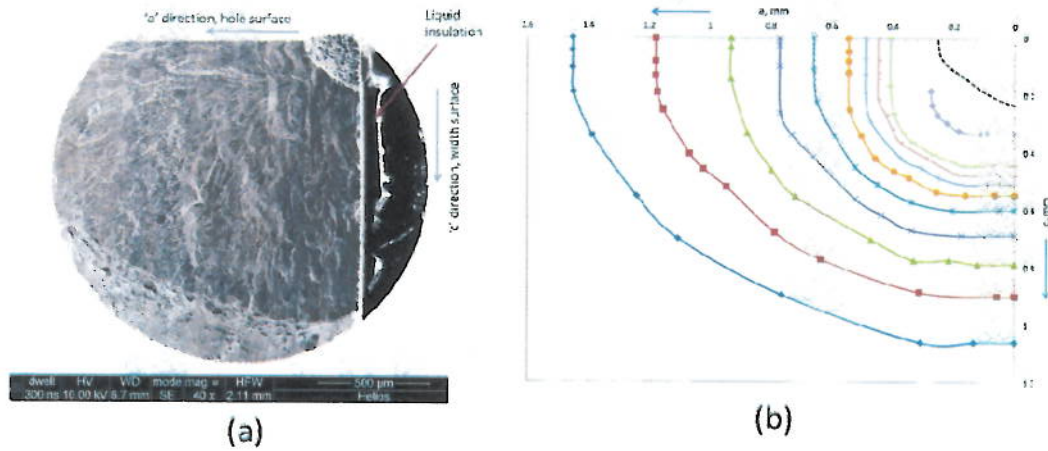 'a' direction, hole surface
Liquid
insulation
'c' direction, width surface
dwell HV WD mode mag HFW 500 µm
300 ns 10.00 kV 6.7 mm SE 40 x 2.11 mm Helios
(a)
a, mm
1.6 1.4 1.2 1 0.8 0.6 0.4 0.2 0
0
0.2
0.4
0.6
0.8
1
c, mm
(b)